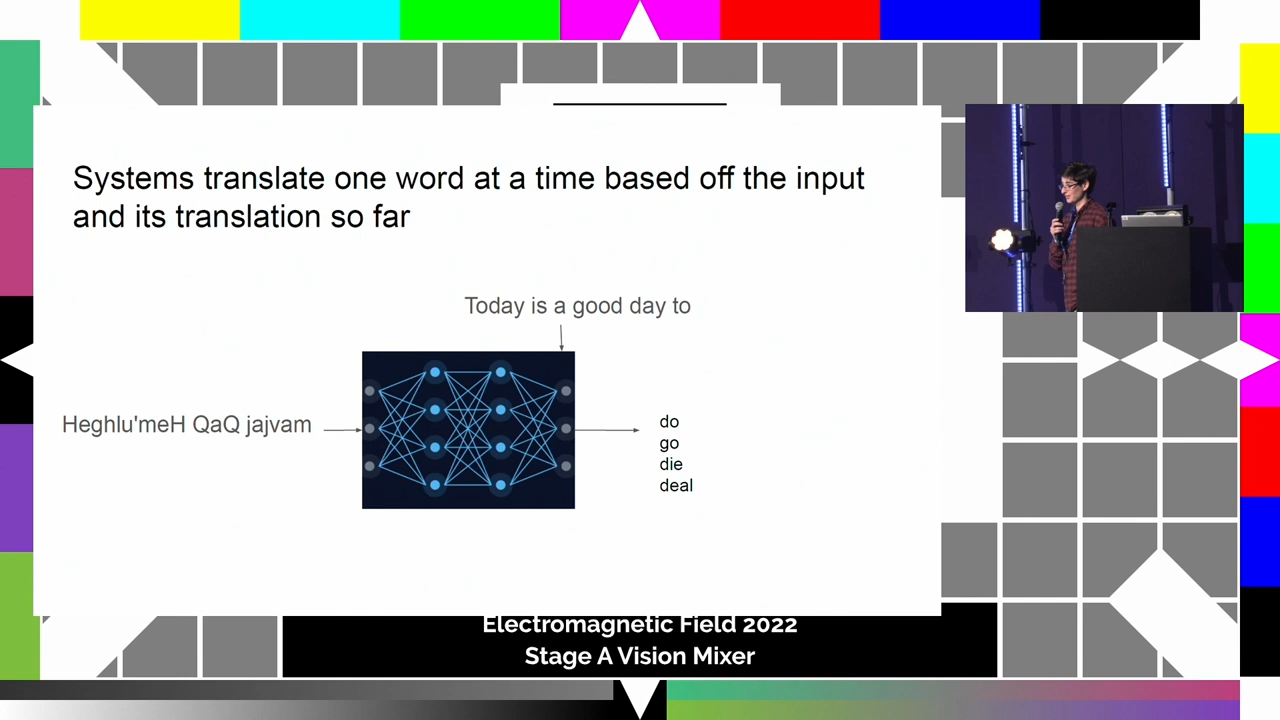 Systems translate one word at a time based off the input
and its translation so far
Today is a good day to
Heghlu'meH QaQ jajvam
do
go
die
deal
Electromagnetic Field 2022
Stage A Vision Mixer